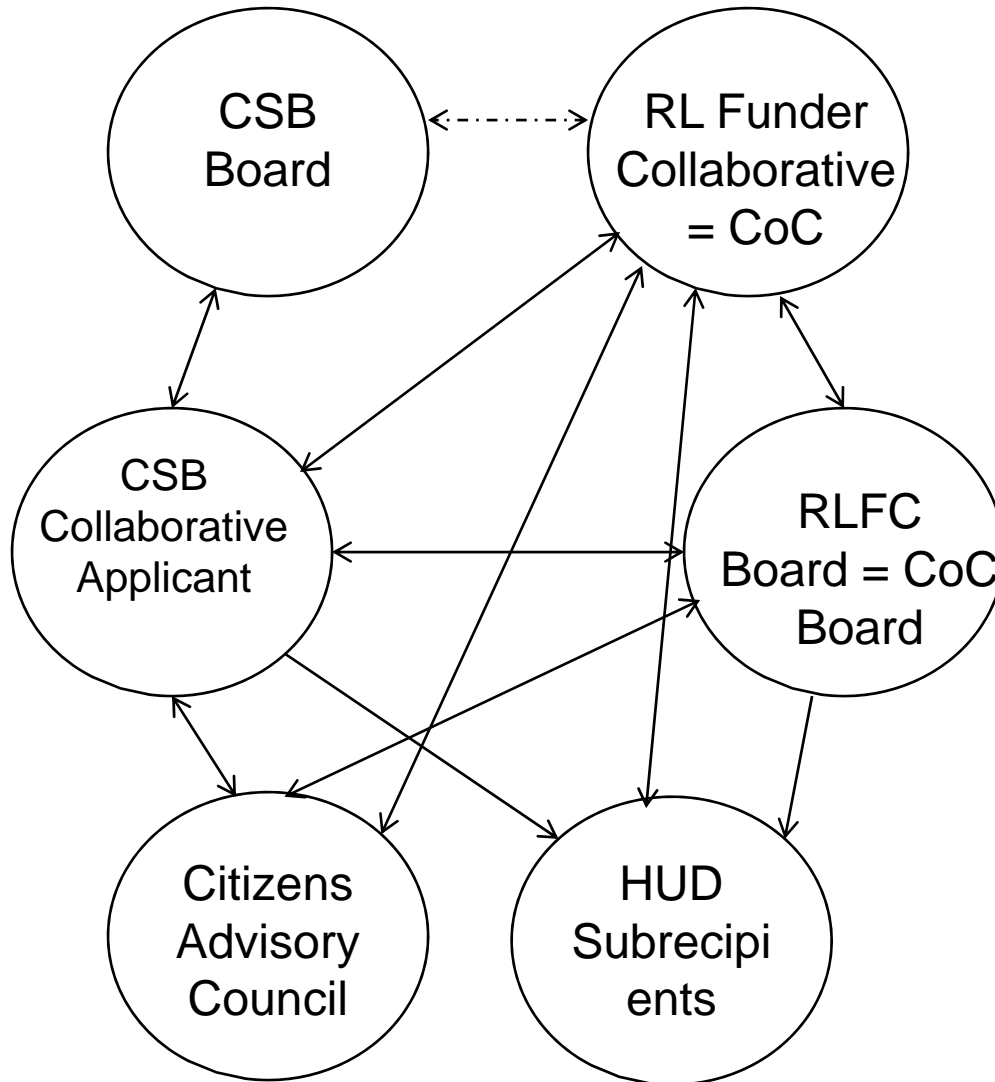 CSB
Board
RL Funder
Collaborative
= CoC
CSB
Collaborative
Applicant
RLFC
Board = CoC
Board
Citizens
Advisory
Council
HUD
Subrecipi
ents